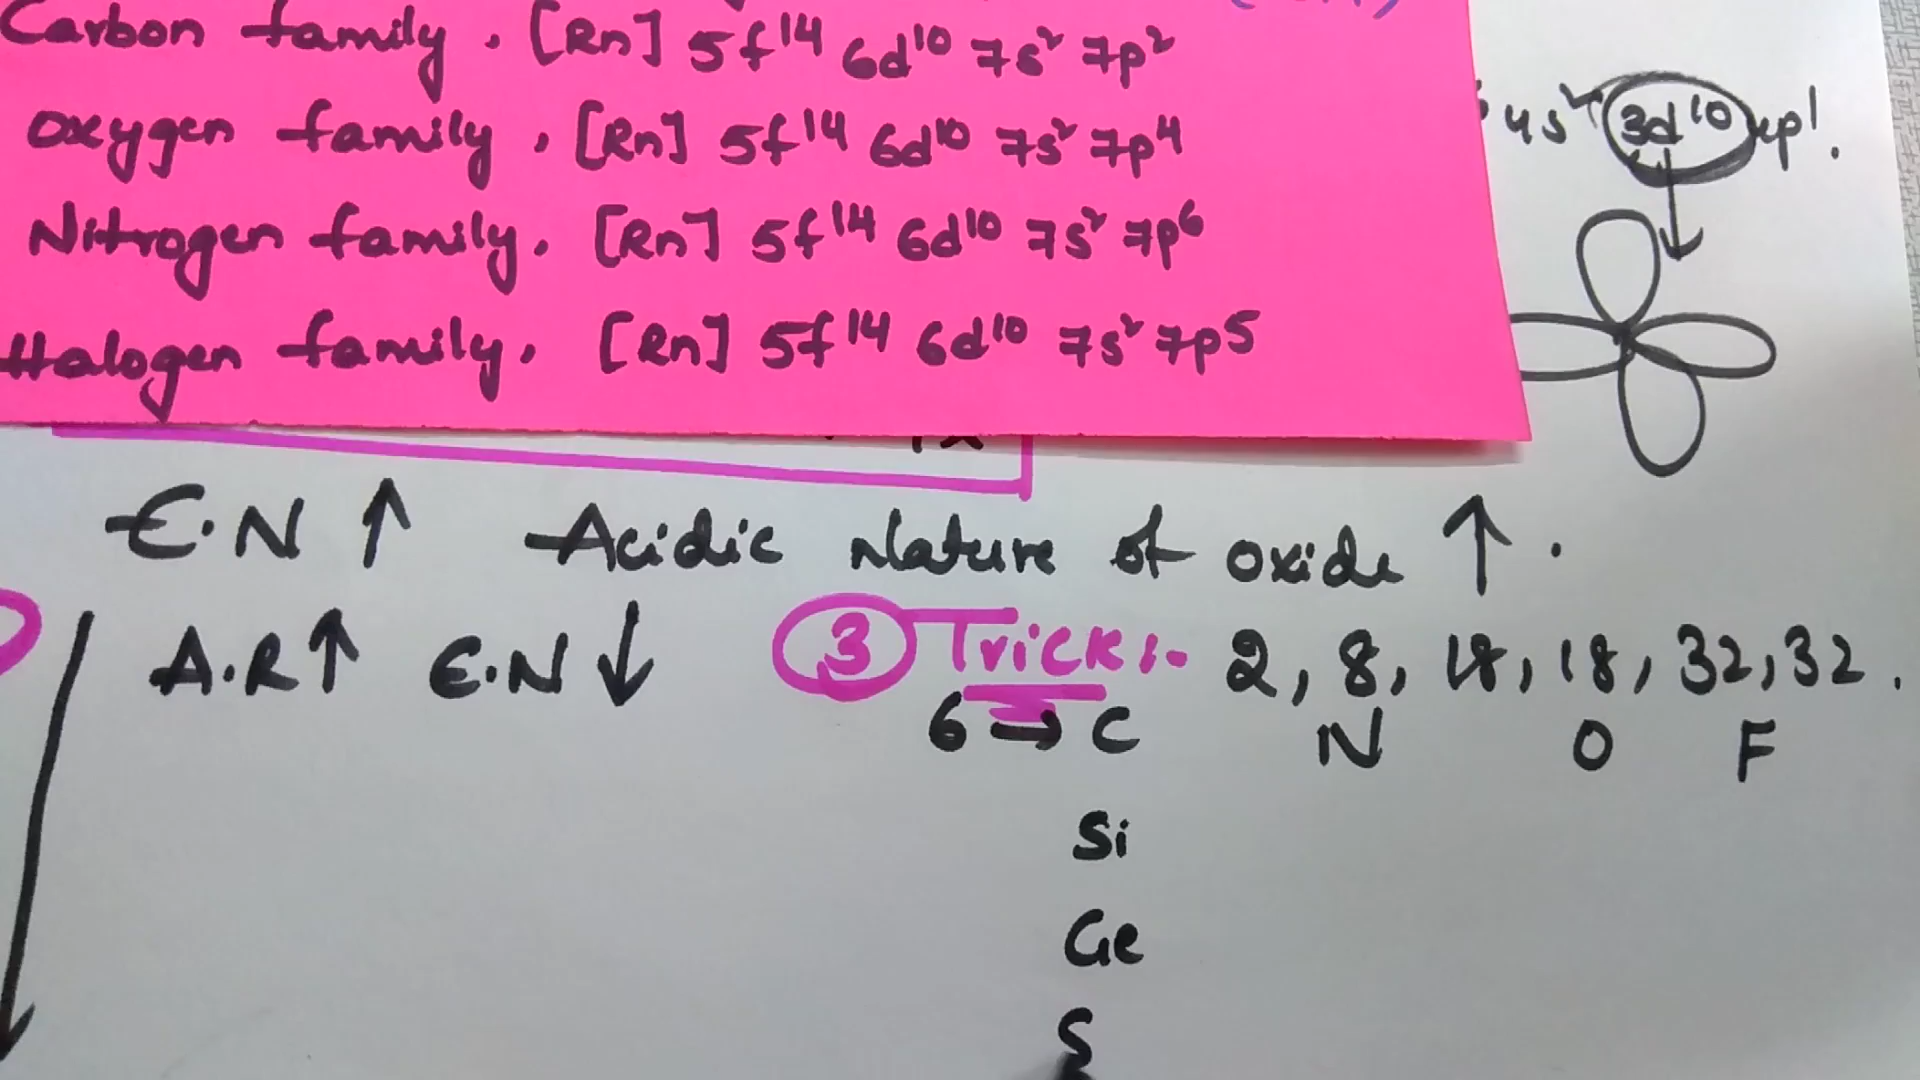 Carbon family. [Rn] 5f¹⁴ 6d¹⁰ 7s² 7p²
Oxygen family, [Rn] 5f¹⁴ 6d¹⁰ 7s² 7p⁴
Nitrogen family. [Rn] 5f¹⁴ 6d¹⁰ 7s² 7p⁶
Halogen family, [Rn] 5f¹⁴ 6d¹⁰ 7s² 7p⁵
4s² 3d¹⁰ 4p¹.
E.N ↑ Acidic Nature of oxide ↑.
A.R ↑ E.N ↓
3 Trick:- 2, 8, 18, 18, 32, 32.
6 → C N O F
Si
Ge
S